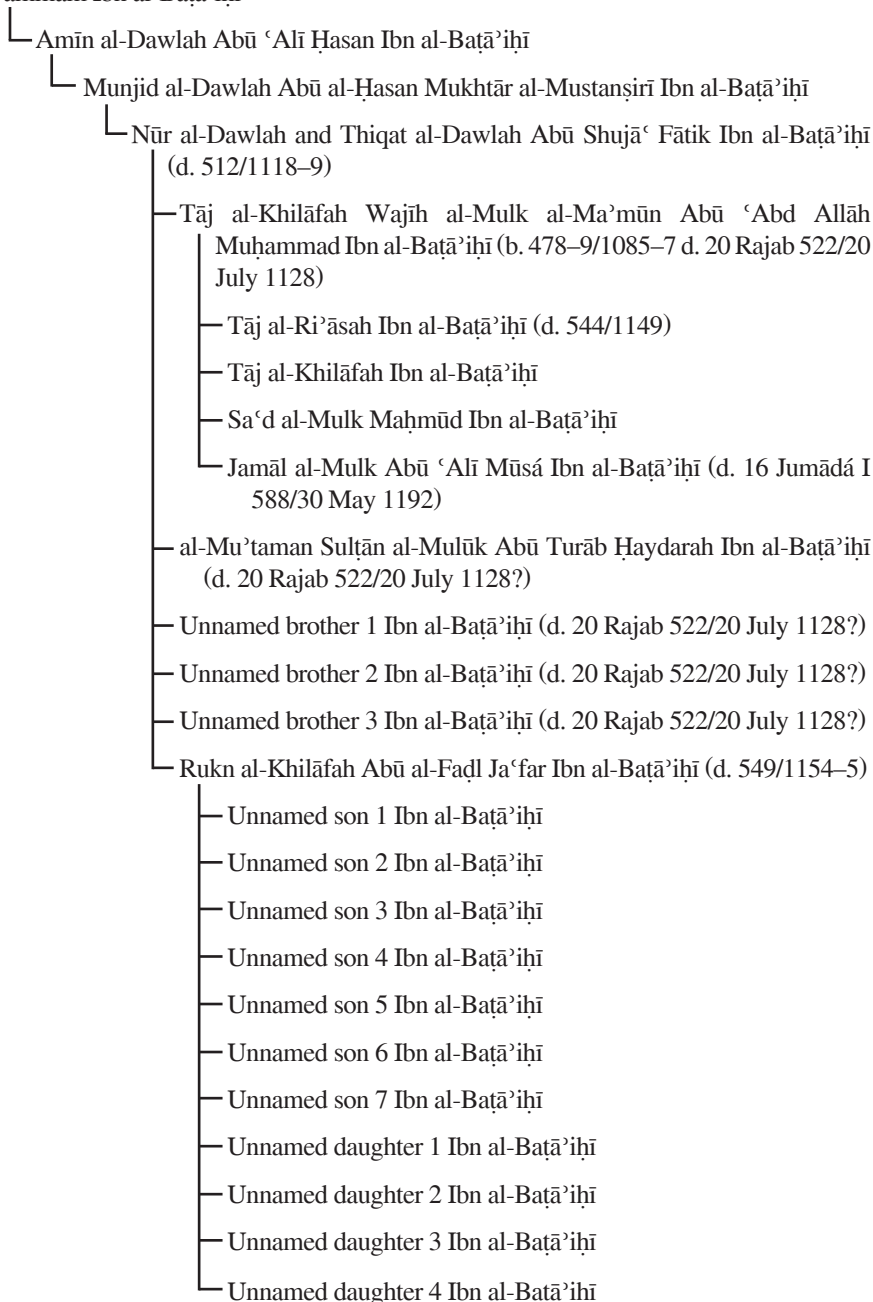 Amīn al-Dawlah Abū ʿAlī Ḥasan Ibn al-Baṭāʾiḥī
Munjid al-Dawlah Abū al-Ḥasan Mukhtār al-Mustanṣirī Ibn al-Baṭāʾiḥī
Nūr al-Dawlah and Thiqat al-Dawlah Abū Shujāʿ Fātik Ibn al-Baṭāʾiḥī
(d. 512/1118–9)
Tāj al-Khilāfah Wajīh al-Mulk al-Maʾmūn Abū ʿAbd Allāh
Muḥammad Ibn al-Baṭāʾiḥī (b. 478–9/1085–7 d. 20 Rajab 522/20
July 1128)
Tāj al-Riʾāsah Ibn al-Baṭāʾiḥī (d. 544/1149)
Tāj al-Khilāfah Ibn al-Baṭāʾiḥī
Saʿd al-Mulk Maḥmūd Ibn al-Baṭāʾiḥī
Jamāl al-Mulk Abū ʿAlī Mūsá Ibn al-Baṭāʾiḥī (d. 16 Jumādá I
588/30 May 1192)
al-Muʾtaman Sulṭān al-Mulūk Abū Turāb Ḥaydarah Ibn al-Baṭāʾiḥī
(d. 20 Rajab 522/20 July 1128?)
Unnamed brother 1 Ibn al-Baṭāʾiḥī (d. 20 Rajab 522/20 July 1128?)
Unnamed brother 2 Ibn al-Baṭāʾiḥī (d. 20 Rajab 522/20 July 1128?)
Unnamed brother 3 Ibn al-Baṭāʾiḥī (d. 20 Rajab 522/20 July 1128?)
Rukn al-Khilāfah Abū al-Faḍl Jaʿfar Ibn al-Baṭāʾiḥī (d. 549/1154–5)
Unnamed son 1 Ibn al-Baṭāʾiḥī
Unnamed son 2 Ibn al-Baṭāʾiḥī
Unnamed son 3 Ibn al-Baṭāʾiḥī
Unnamed son 4 Ibn al-Baṭāʾiḥī
Unnamed son 5 Ibn al-Baṭāʾiḥī
Unnamed son 6 Ibn al-Baṭāʾiḥī
Unnamed son 7 Ibn al-Baṭāʾiḥī
Unnamed daughter 1 Ibn al-Baṭāʾiḥī
Unnamed daughter 2 Ibn al-Baṭāʾiḥī
Unnamed daughter 3 Ibn al-Baṭāʾiḥī
Unnamed daughter 4 Ibn al-Baṭāʾiḥī